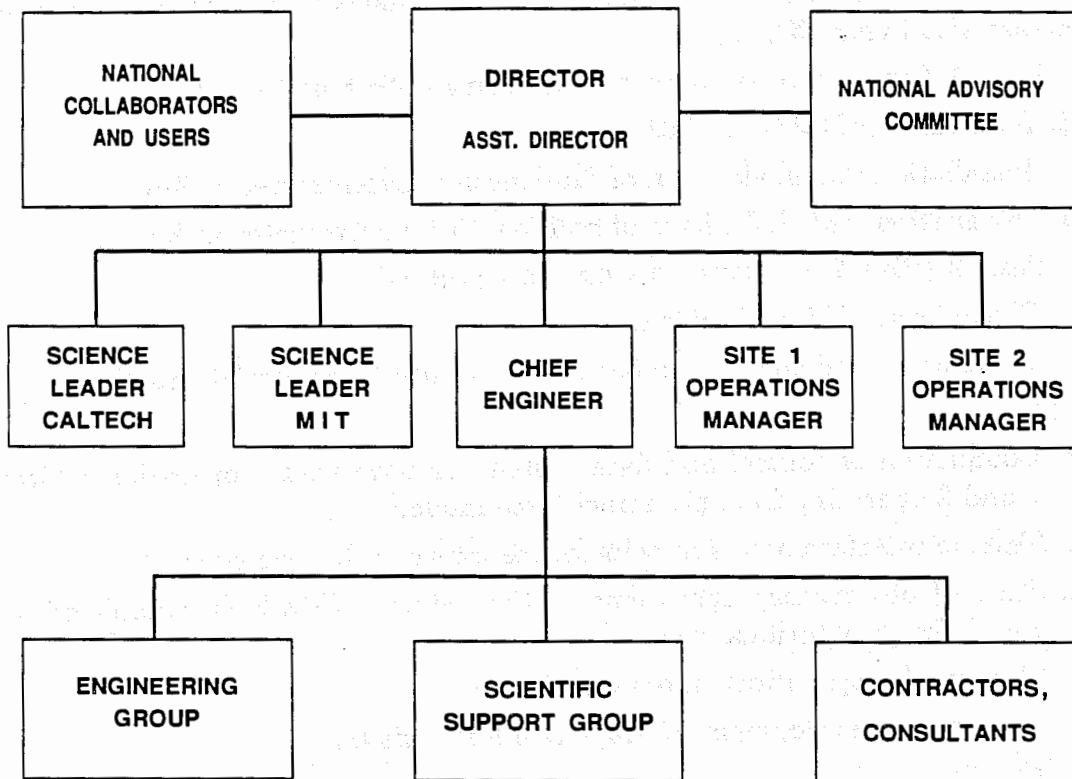 NATIONAL
COLLABORATORS
AND USERS
DIRECTOR
ASST. DIRECTOR
NATIONAL ADVISORY
COMMITTEE
SCIENCE
LEADER
CALTECH
SCIENCE
LEADER
MIT
CHIEF
ENGINEER
SITE 1
OPERATIONS
MANAGER
SITE 2
OPERATIONS
MANAGER
ENGINEERING
GROUP
SCIENTIFIC
SUPPORT GROUP
CONTRACTORS,
CONSULTANTS